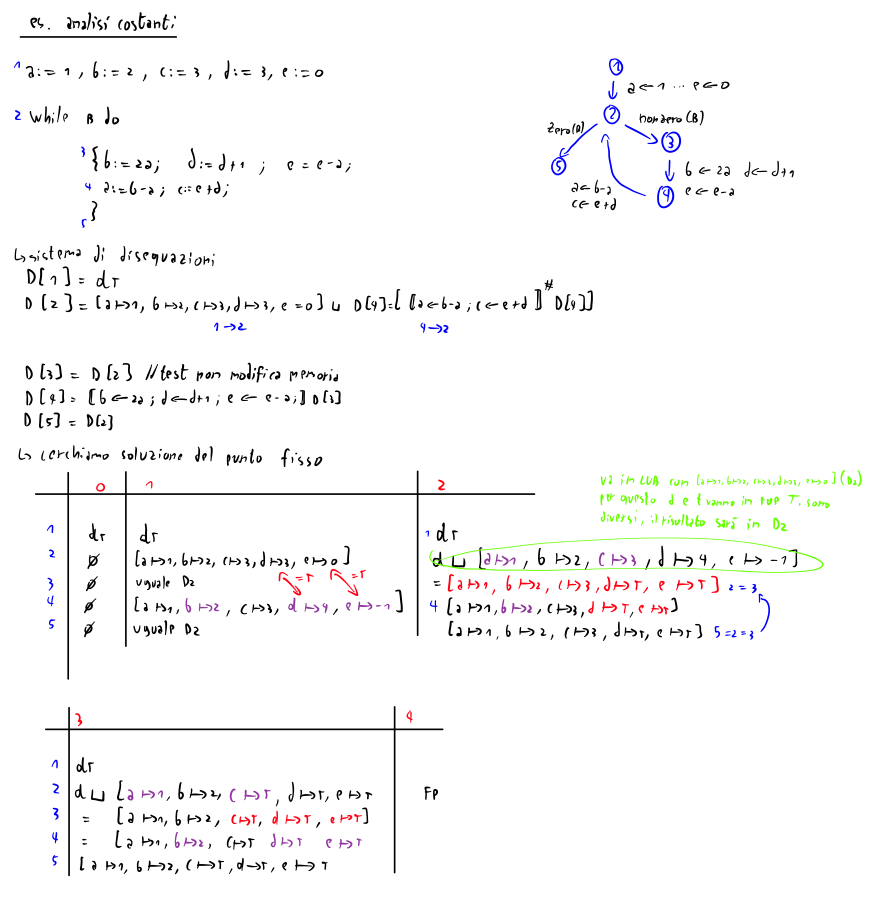 es. analisi costanti
1 a:= 1 , b:= 2 , c:= 3 , d:= 3, e:= 0
2 while B do
3 {b:= 2a; d:= d+1 ; e = e-a;
4 a:= b-a; c:= e+d;
}
5
1
a ← 1 ... e ← 0
2
zero(B)
nonzero(B)
3
5
b ← 2a d ← d+1
e ← e-a
a ← b-a
c ← e+d
4
↳ sistema di disequazioni
D[1] = d⊤
D[2] = [a ↦ 1, b ↦ 2, c ↦ 3, d ↦ 3, e = 0] ⊔ D[4] = [⟦a ← b-a ; c ← e+d⟧# D[4]]
1→2 4→2
D[3] = D[2] // test non modifica memoria
D[4] = ⟦b ← 2a ; d ← d+1 ; e ← e-a;⟧ D[3]
D[5] = D[2]
↳ cerchiamo soluzione del punto fisso
0 1 2
va in LUB con [a ↦ 1, b ↦ 2, c ↦ 3, d ↦ 3, e ↦ 0] (D2)
per questo d e e vanno in TOP ⊤. sono
diversi, il risultato sarà in D2
1 d⊤ d⊤ 1 d⊤
2 ∅ [a ↦ 1, b ↦ 2, c ↦ 3, d ↦ 3, e ↦ 0] d ⊔ [a ↦ 1, b ↦ 2, c ↦ 3, d ↦ 4, e ↦ -1]
3 ∅ uguale D2 =⊤ =⊤ = [a ↦ 1, b ↦ 2, c ↦ 3, d ↦ ⊤, e ↦ ⊤] 2 = 3
4 ∅ [a ↦ 1, b ↦ 2, c ↦ 3, d ↦ 4, e ↦ -1] 4 [a ↦ 1, b ↦ 2, c ↦ 3, d ↦ ⊤, e ↦ ⊤]
5 ∅ uguale D2 [a ↦ 1, b ↦ 2, c ↦ 3, d ↦ ⊤, e ↦ ⊤] 5 = 2 = 3
3 4
1 d⊤
2 d ⊔ [a ↦ 1, b ↦ 2, c ↦ ⊤, d ↦ ⊤, e ↦ ⊤ FP
3 = [a ↦ 1, b ↦ 2, c ↦ ⊤, d ↦ ⊤, e ↦ ⊤]
4 = [a ↦ 1, b ↦ 2, c ↦ ⊤ d ↦ ⊤ e ↦ ⊤
5 [a ↦ 1, b ↦ 2, c ↦ ⊤, d → ⊤, e ↦ ⊤